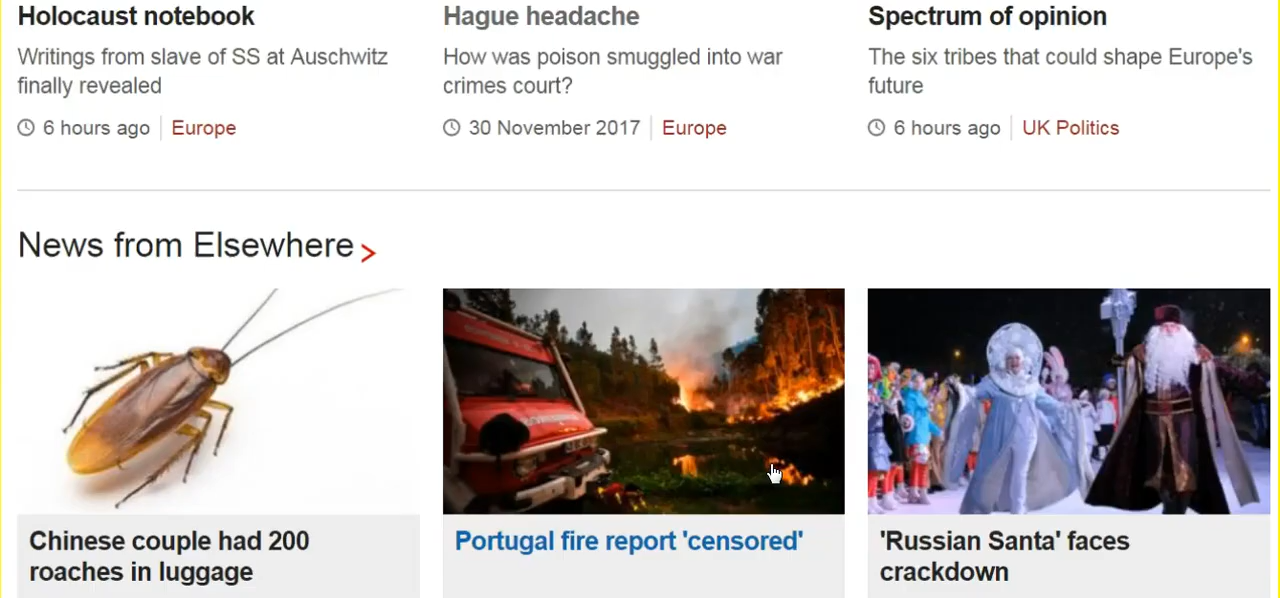 Holocaust notebook
Writings from slave of SS at Auschwitz
finally revealed
6 hours ago | Europe
Hague headache
How was poison smuggled into war
crimes court?
30 November 2017 | Europe
Spectrum of opinion
The six tribes that could shape Europe's
future
6 hours ago | UK Politics
News from Elsewhere >
Chinese couple had 200
roaches in luggage
Portugal fire report 'censored'
'Russian Santa' faces
crackdown